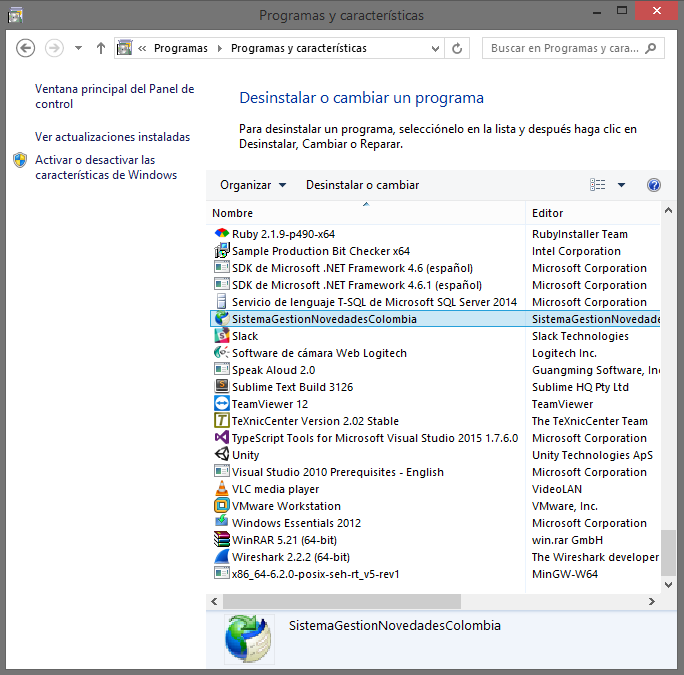 Programas y características
« Programas Programas y características
Buscar en Programas y cara...
Ventana principal del Panel de
control
Ver actualizaciones instaladas
Activar o desactivar las
características de Windows
Desinstalar o cambiar un programa
Para desinstalar un programa, selecciónelo en la lista y después haga clic en
Desinstalar, Cambiar o Reparar.
Organizar Desinstalar o cambiar
Nombre Editor
Ruby 2.1.9-p490-x64 RubyInstaller Team
Sample Production Bit Checker x64 Intel Corporation
SDK de Microsoft .NET Framework 4.6 (español) Microsoft Corporation
SDK de Microsoft .NET Framework 4.6.1 (español) Microsoft Corporation
Servicio de lenguaje T-SQL de Microsoft SQL Server 2014 Microsoft Corporation
SistemaGestionNovedadesColombia SistemaGestionNovedade
Slack Slack Technologies
Software de cámara Web Logitech Logitech Inc.
Speak Aloud 2.0 Guangming Software, In
Sublime Text Build 3126 Sublime HQ Pty Ltd
TeamViewer 12 TeamViewer
TeXnicCenter Version 2.02 Stable The TeXnicCenter Team
TypeScript Tools for Microsoft Visual Studio 2015 1.7.6.0 Microsoft Corporation
Unity Unity Technologies ApS
Visual Studio 2010 Prerequisites - English Microsoft Corporation
VLC media player VideoLAN
VMware Workstation VMware, Inc.
Windows Essentials 2012 Microsoft Corporation
WinRAR 5.21 (64-bit) win.rar GmbH
Wireshark 2.2.2 (64-bit) The Wireshark developer
x86_64-6.2.0-posix-seh-rt_v5-rev1 MinGW-W64
SistemaGestionNovedadesColombia